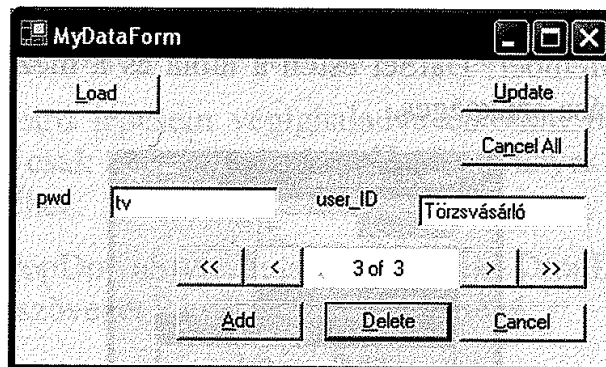 MyDataForm
Load
Update
Cancel All
pwd
tv
user_ID
Törzsvásárló
<< < 3 of 3 > >>
Add Delete Cancel